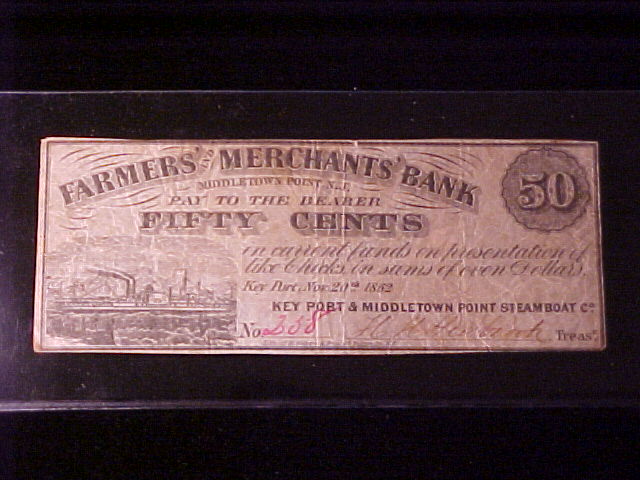 FARMERS' AND MERCHANTS' BANK
MIDDLETOWN POINT N.J.
50
PAY TO THE BEARER
FIFTY CENTS
in current funds on presentation of
like Checks, in sums of even Dollars,
Key Port, Nov. 20th 1862
KEY PORT & MIDDLETOWN POINT STEAMBOAT Co.
No. 258
Treasr.